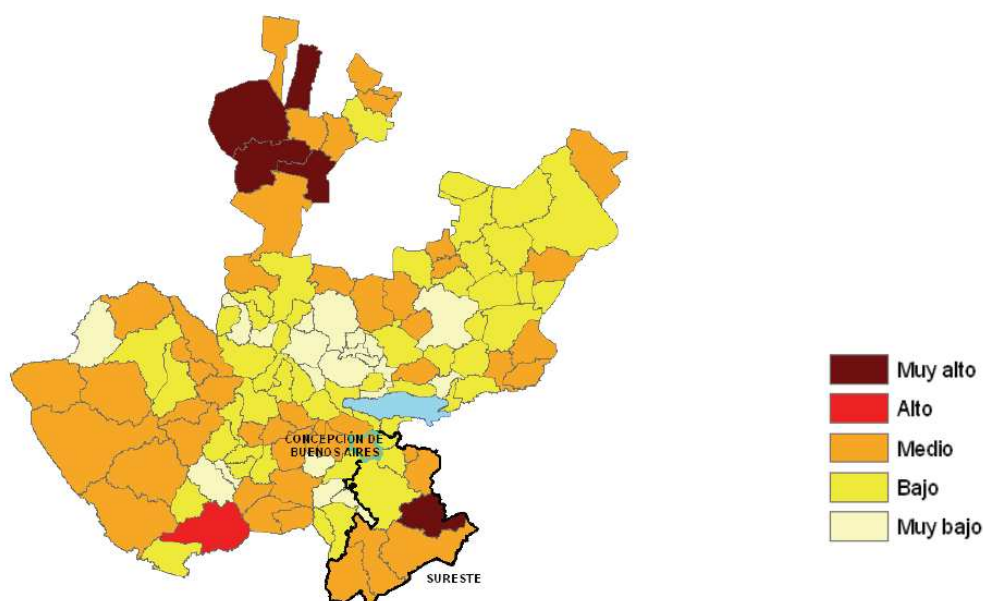 CONCEPCIÓN DE
BUENOS AIRES
SURESTE
Muy alto
Alto
Medio
Bajo
Muy bajo